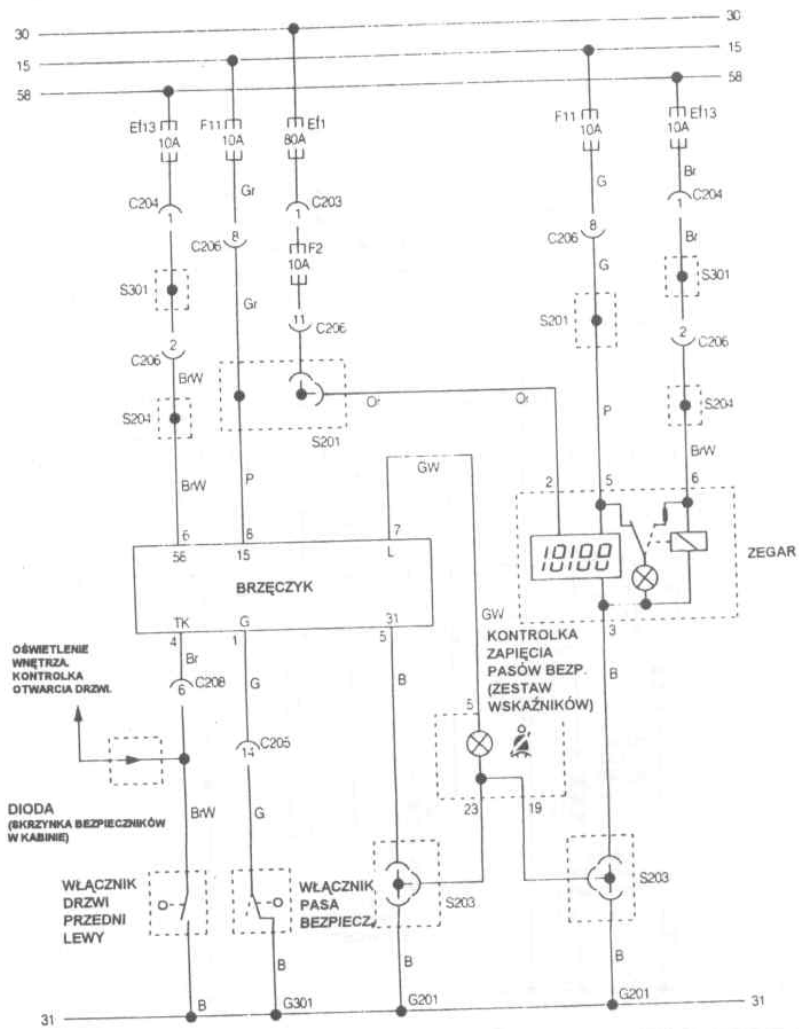 30
30
15
15
58
58
Ef13
10A
F11
10A
Ef1
80A
F11
10A
Ef13
10A
Br
C204
1
Gr
C203
1
G
C204
1
8
C206
F2
10A
8
C206
Br
S301
Gr
G
S301
2
C206
11
C206
S201
2
C206
BrW
S204
S201
Or
Or
P
S204
BrW
P
GW
BrW
2
5
6
6
8
7
56
15
L
BRZĘCZYK
10100
ZEGAR
TK
G
31
4
1
5
GW
3
OŚWIETLENIE
WNĘTRZA.
KONTROLKA
OTWARCIA DRZWI.
Br
6
C208
G
B
KONTROLKA
ZAPIĘCIA
PASÓW BEZP.
(ZESTAW
WSKAŹNIKÓW)
B
5
14
C205
DIODA
(SKRZYNKA BEZPIECZNIKÓW
W KABINIE)
BrW
G
23
19
WŁĄCZNIK
DRZWI
PRZEDNI
LEWY
WŁĄCZNIK
PASA
BEZPIECZ.
S203
S203
B
B
B
B
G301
G201
G201
31
31